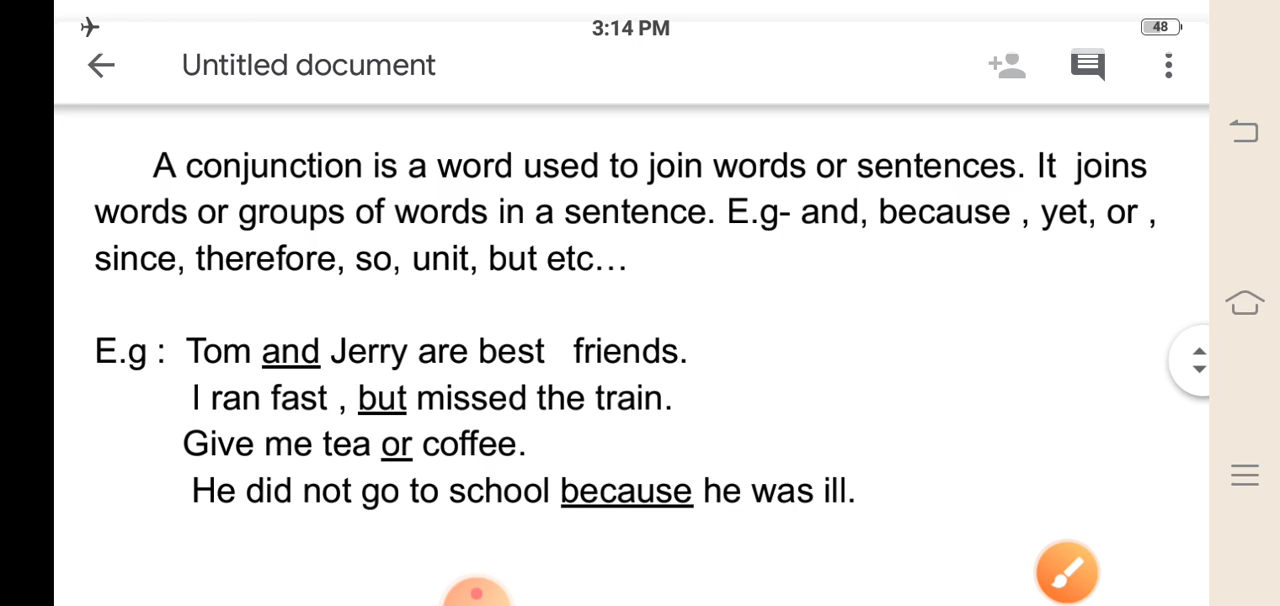 3:14 PM
48
Untitled document
A conjunction is a word used to join words or sentences. It  joins
words or groups of words in a sentence. E.g- and, because , yet, or ,
since, therefore, so, unit, but etc...
E.g :  Tom and Jerry are best   friends.
I ran fast , but missed the train.
Give me tea or coffee.
He did not go to school because he was ill.